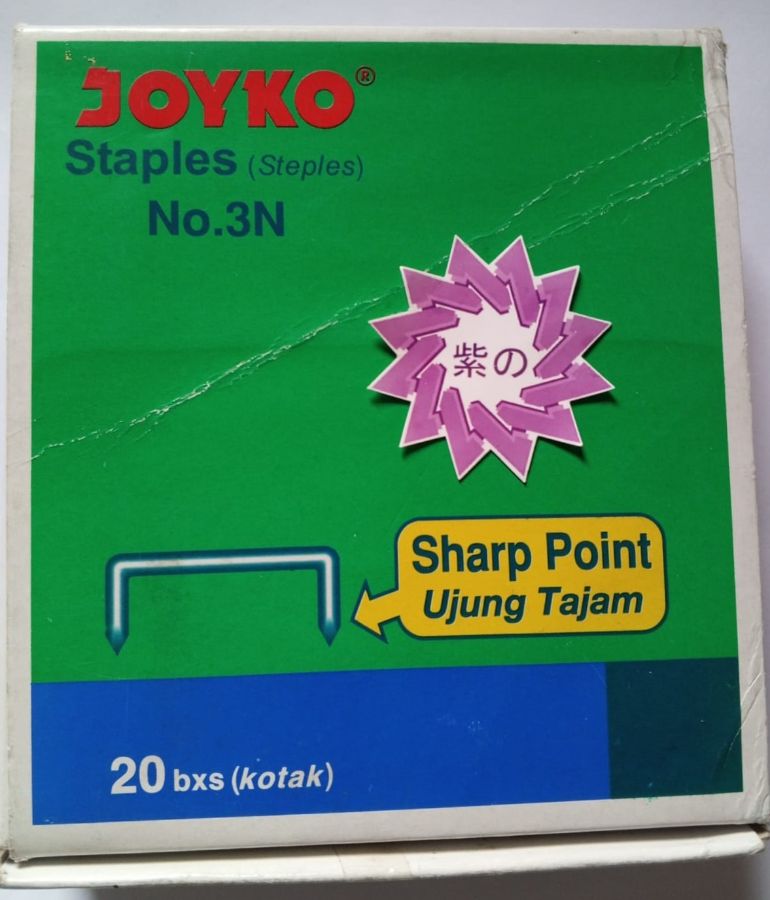 JOYKO®
Staples (Steples)
No.3N
紫の
Sharp Point
Ujung Tajam
20 bxs (kotak)